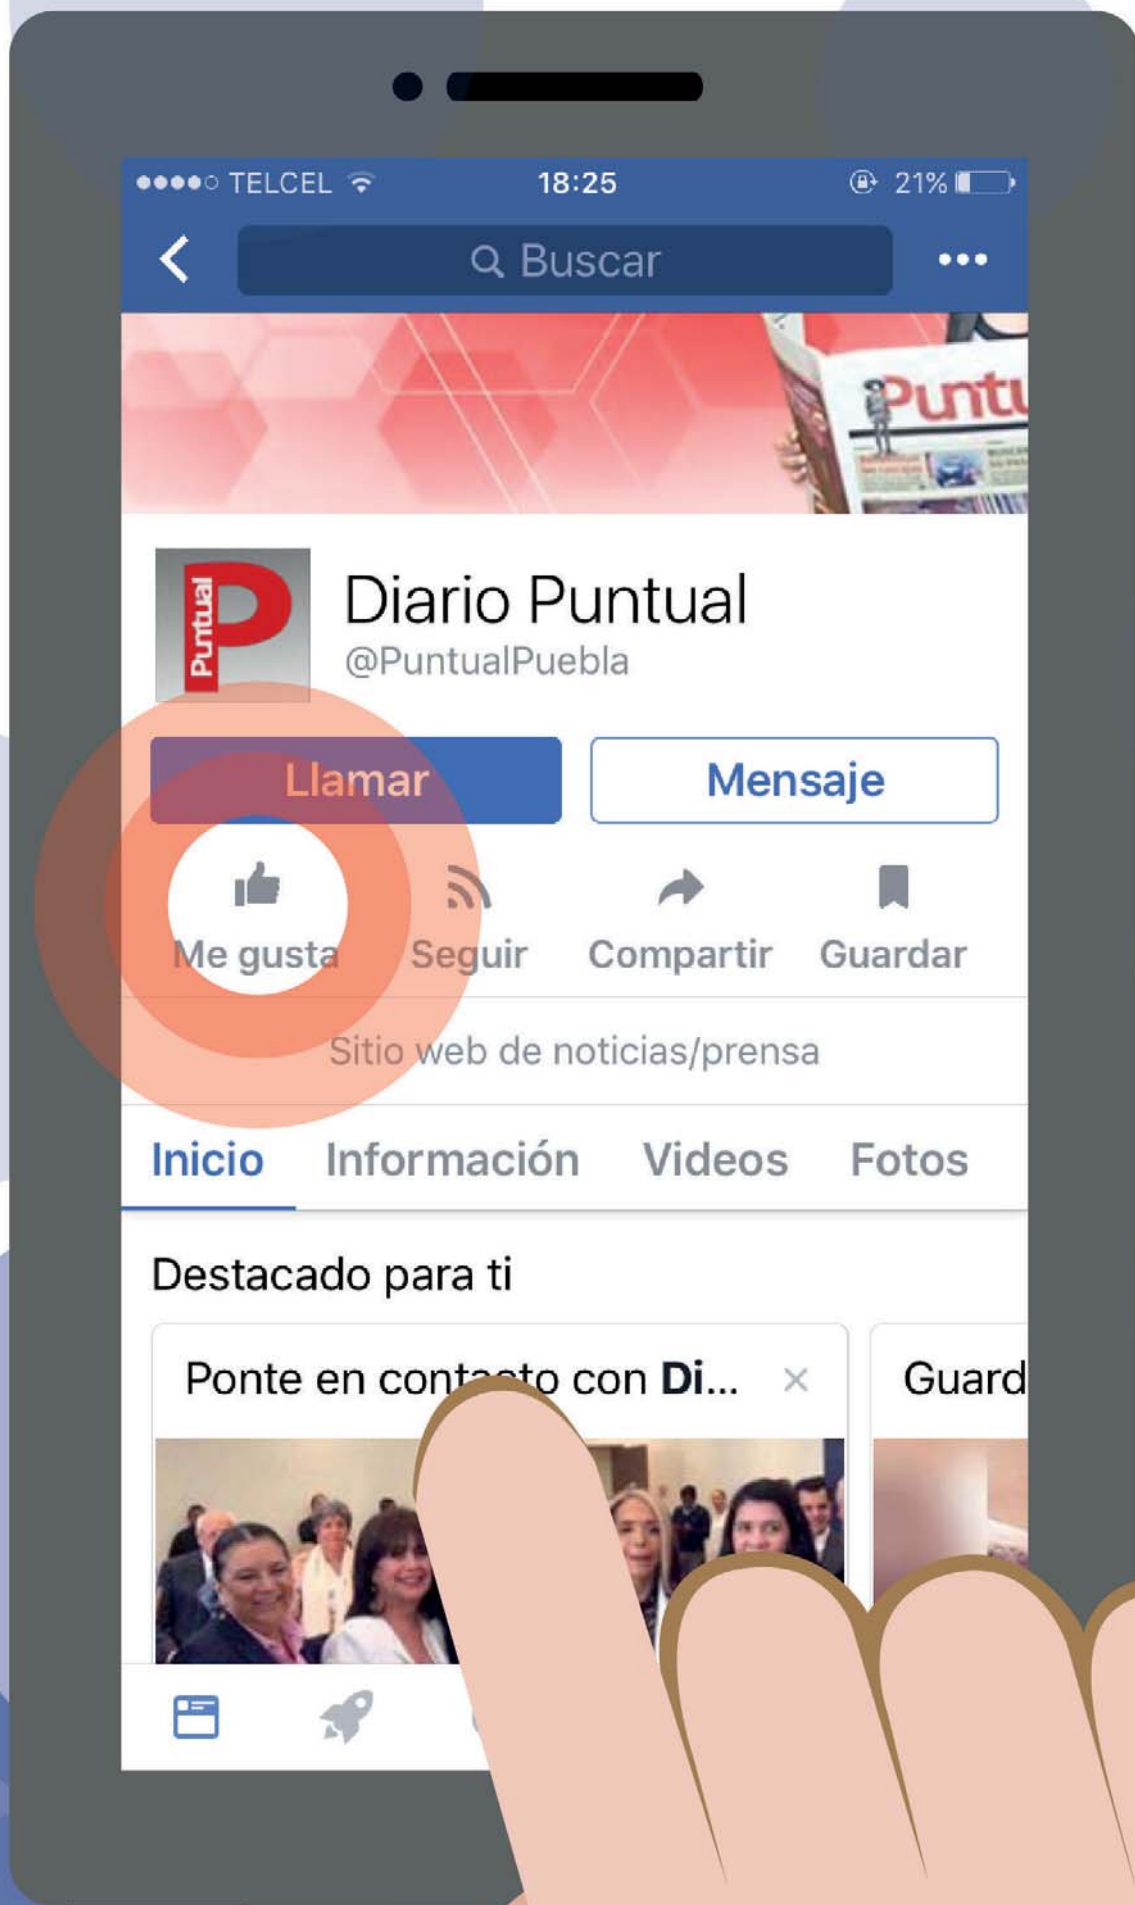 TELCEL 18:25 21%
Buscar
Puntu
Puntual
Diario Puntual
@PuntualPuebla
Llamar Mensaje
Me gusta Seguir Compartir Guardar
Sitio web de noticias/prensa
Inicio Información Videos Fotos
Destacado para ti
Ponte en contacto con Di... Guard